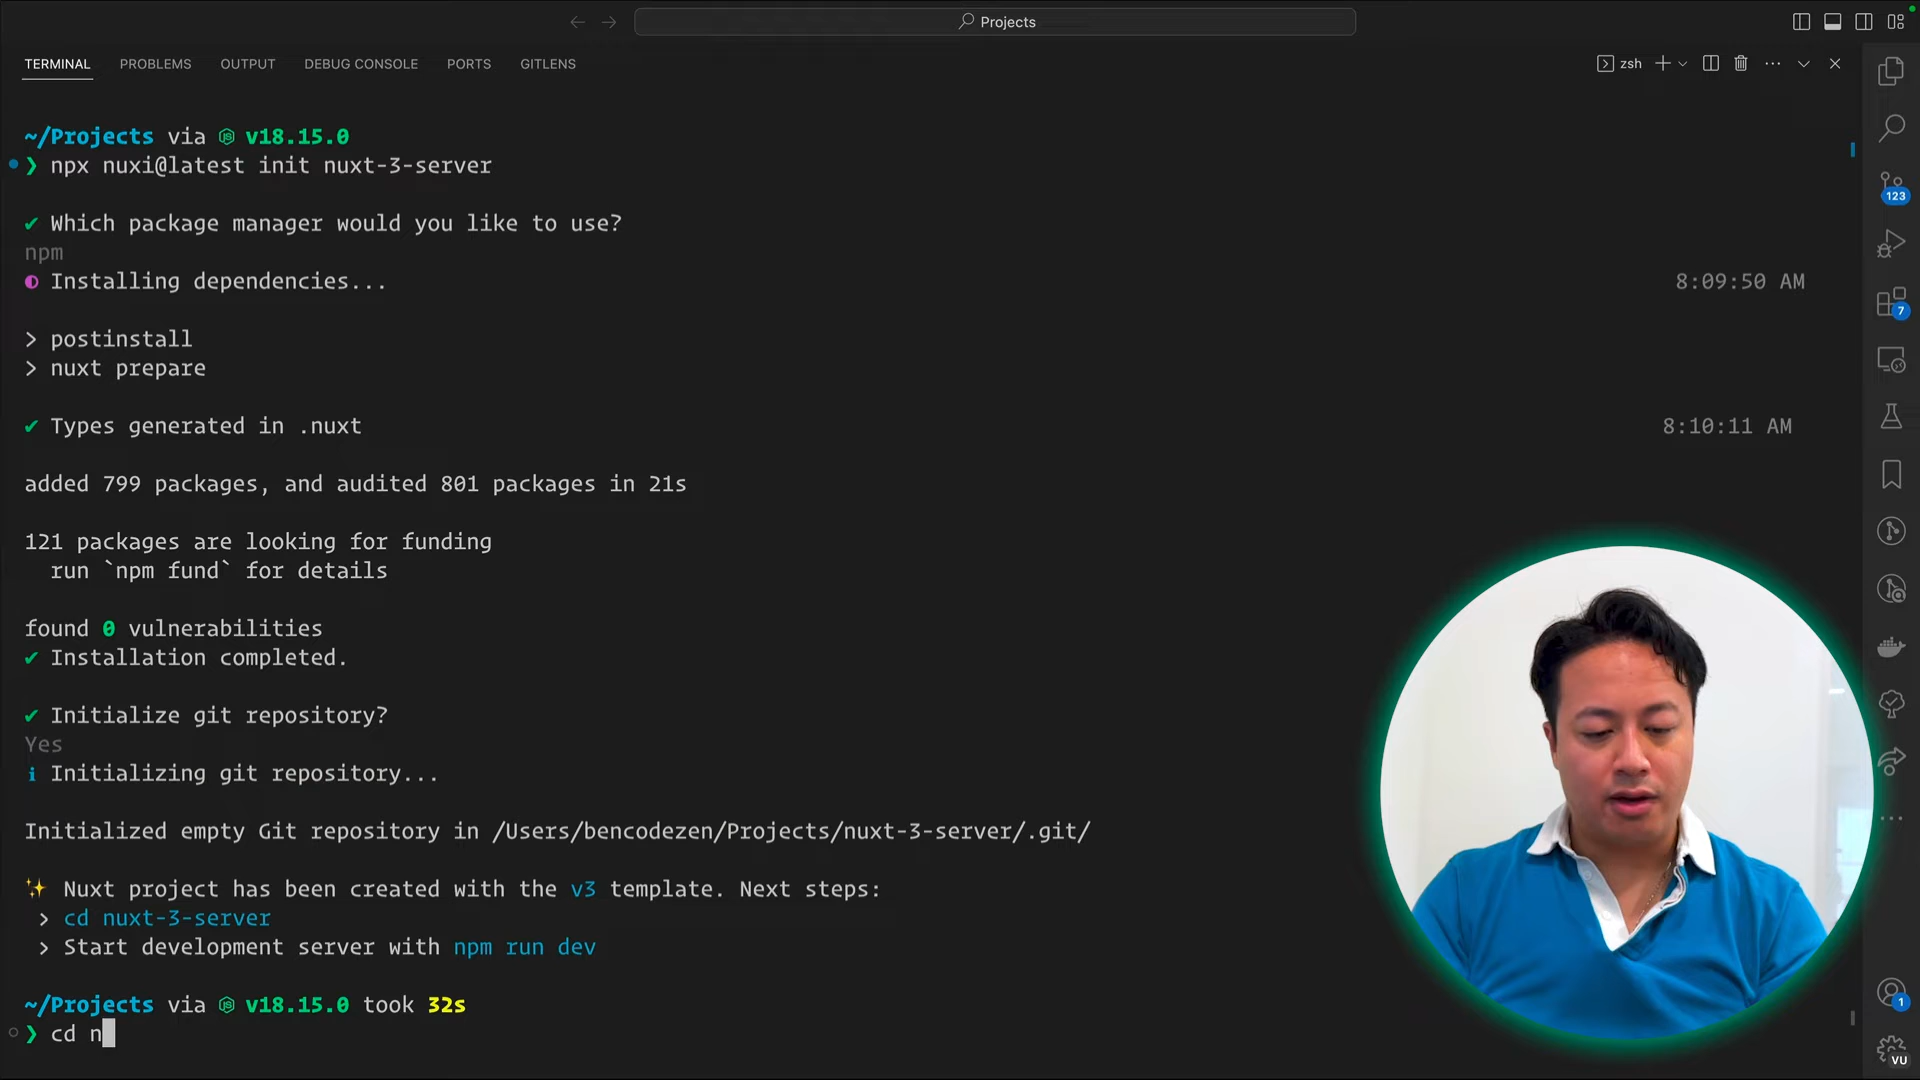 Projects
TERMINAL PROBLEMS OUTPUT DEBUG CONSOLE PORTS GITLENS
zsh
~/Projects via v18.15.0
❯ npx nuxi@latest init nuxt-3-server
✔ Which package manager would you like to use?
npm
Installing dependencies... 8:09:50 AM
> postinstall
> nuxt prepare
✔ Types generated in .nuxt 8:10:11 AM
added 799 packages, and audited 801 packages in 21s
121 packages are looking for funding
run `npm fund` for details
found 0 vulnerabilities
✔ Installation completed.
✔ Initialize git repository?
Yes
ℹ Initializing git repository...
Initialized empty Git repository in /Users/bencodezen/Projects/nuxt-3-server/.git/
✨ Nuxt project has been created with the v3 template. Next steps:
› cd nuxt-3-server
› Start development server with npm run dev
~/Projects via v18.15.0 took 32s
❯ cd n
123
7
1
VU